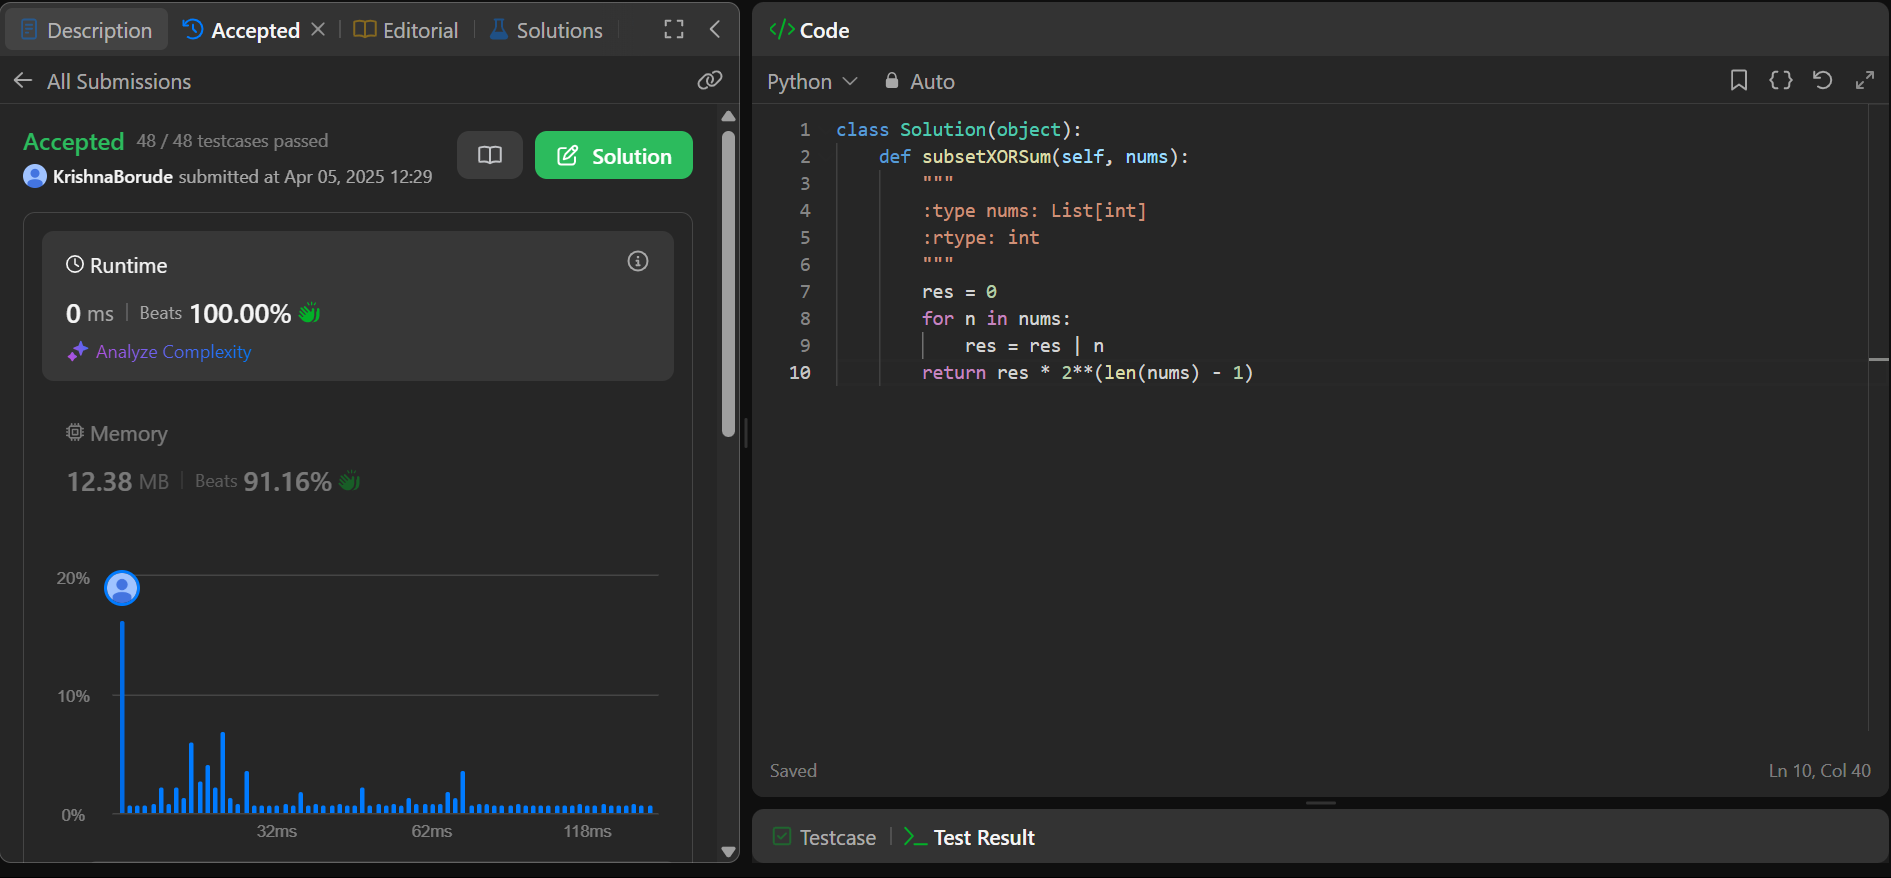 Description
Accepted
Editorial
Solutions
All Submissions
Accepted 48 / 48 testcases passed
KrishnaBorude submitted at Apr 05, 2025 12:29
Solution
Runtime
0 ms | Beats 100.00%
Analyze Complexity
Memory
12.38 MB | Beats 91.16%
20%
10%
0%
32ms 62ms 118ms
</> Code
Python Auto
1 class Solution(object):
2 def subsetXORSum(self, nums):
3 """
4 :type nums: List[int]
5 :rtype: int
6 """
7 res = 0
8 for n in nums:
9 res = res | n
10 return res * 2**(len(nums) - 1)
Saved
Ln 10, Col 40
Testcase
Test Result